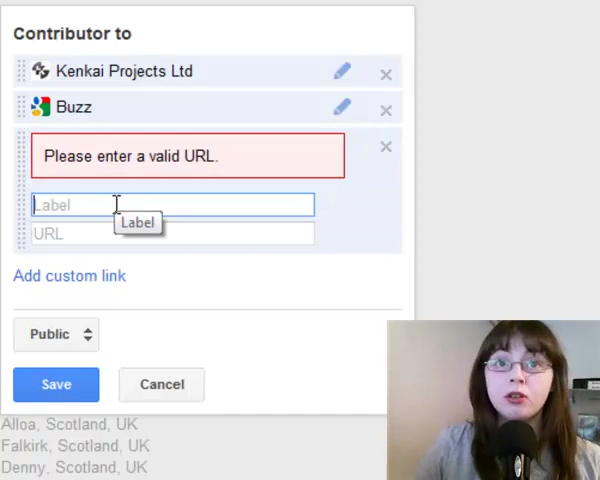 Contributor to
Kenkai Projects Ltd
Buzz
Please enter a valid URL.
Label
Label
URL
Add custom link
Public
Save Cancel
Alloa, Scotland, UK
Falkirk, Scotland, UK
Denny, Scotland, UK